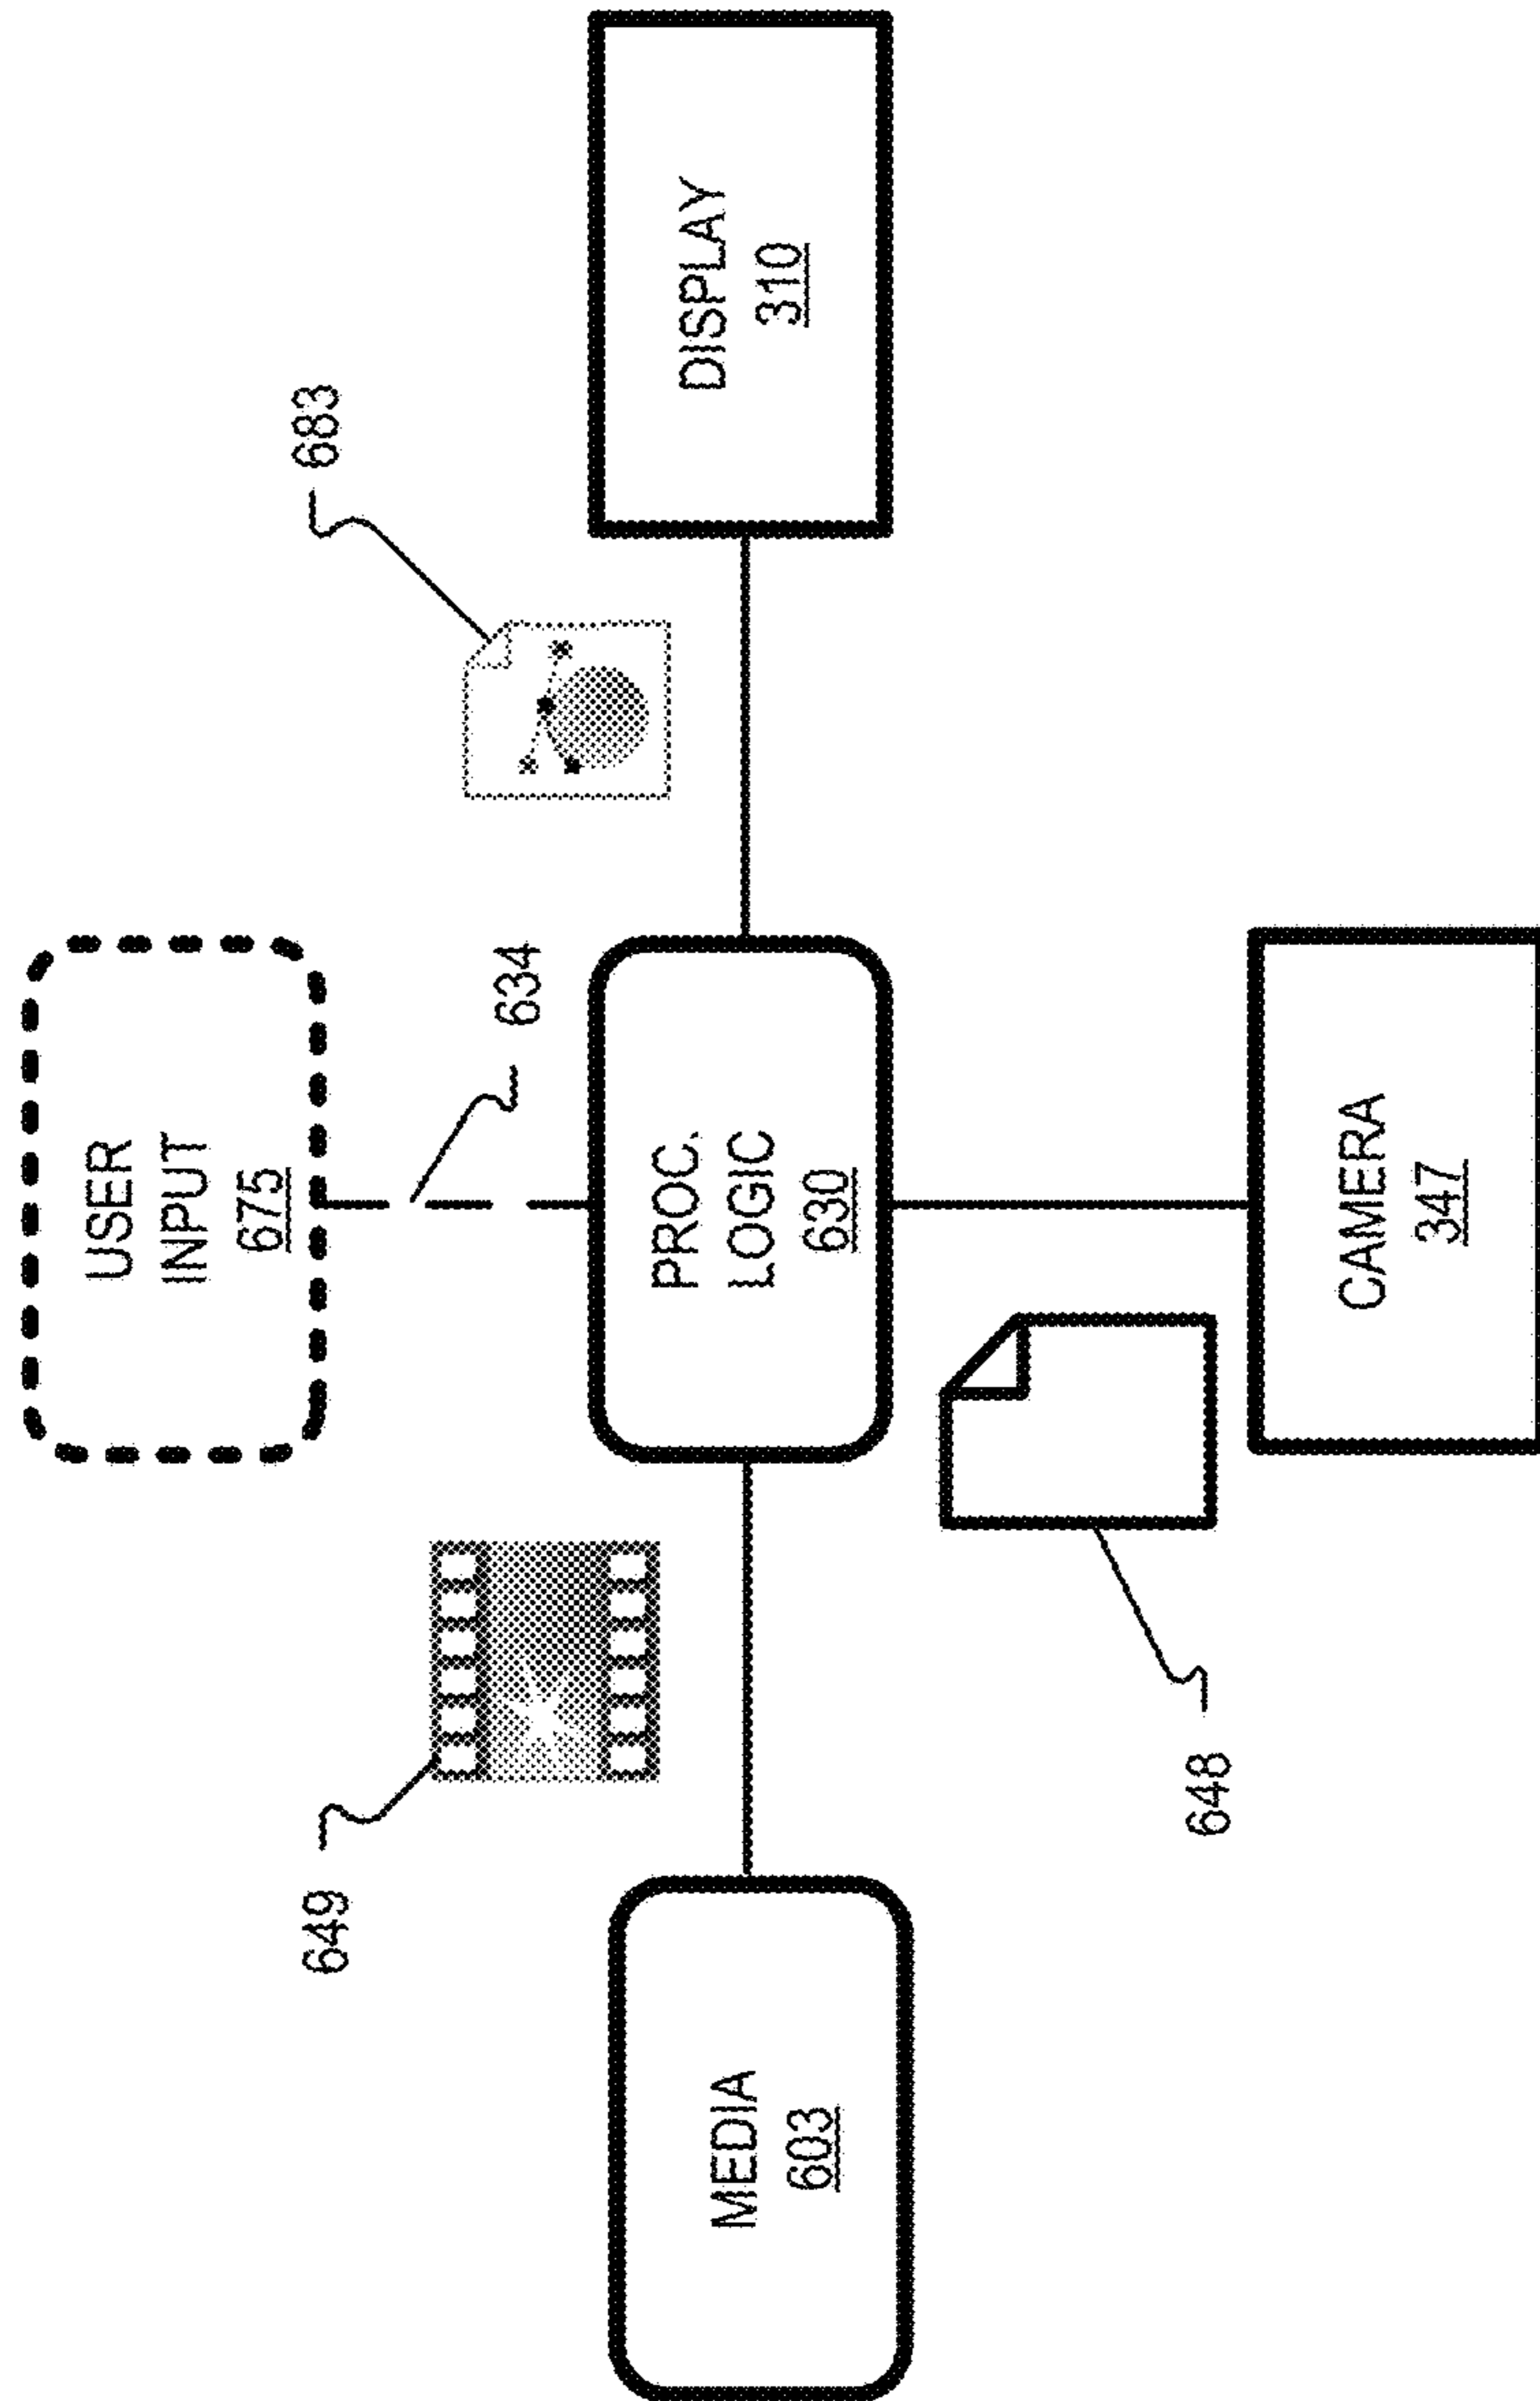 USER
INPUT
675
634
683
649
MEDIA
603
PROC.
LOGIC
630
DISPLAY
310
648
CAMERA
347